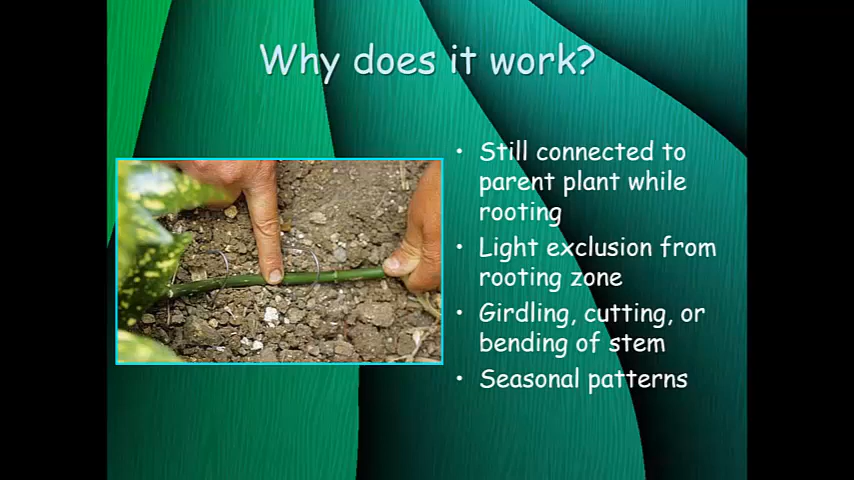 Why does it work?
• Still connected to
parent plant while
rooting
• Light exclusion from
rooting zone
• Girdling, cutting, or
bending of stem
• Seasonal patterns